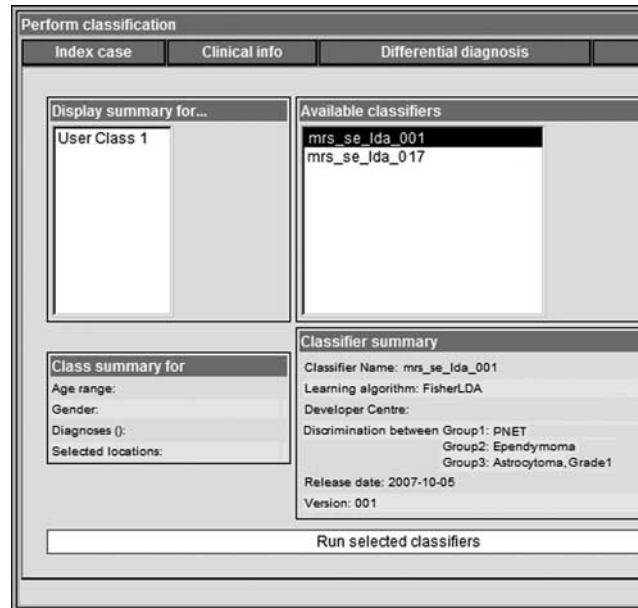 Perform classification
Index case
Clinical info
Differential diagnosis
Display summary for...
User Class 1
Available classifiers
mrs_se_lda_001
mrs_se_lda_017
Class summary for
Age range:
Gender:
Diagnoses ():
Selected locations:
Classifier summary
Classifier Name: mrs_se_lda_001
Learning algorithm: FisherLDA
Developer Centre:
Discrimination between Group1: PNET
Group2: Ependymoma
Group3: Astrocytoma, Grade1
Release date: 2007-10-05
Version: 001
Run selected classifiers